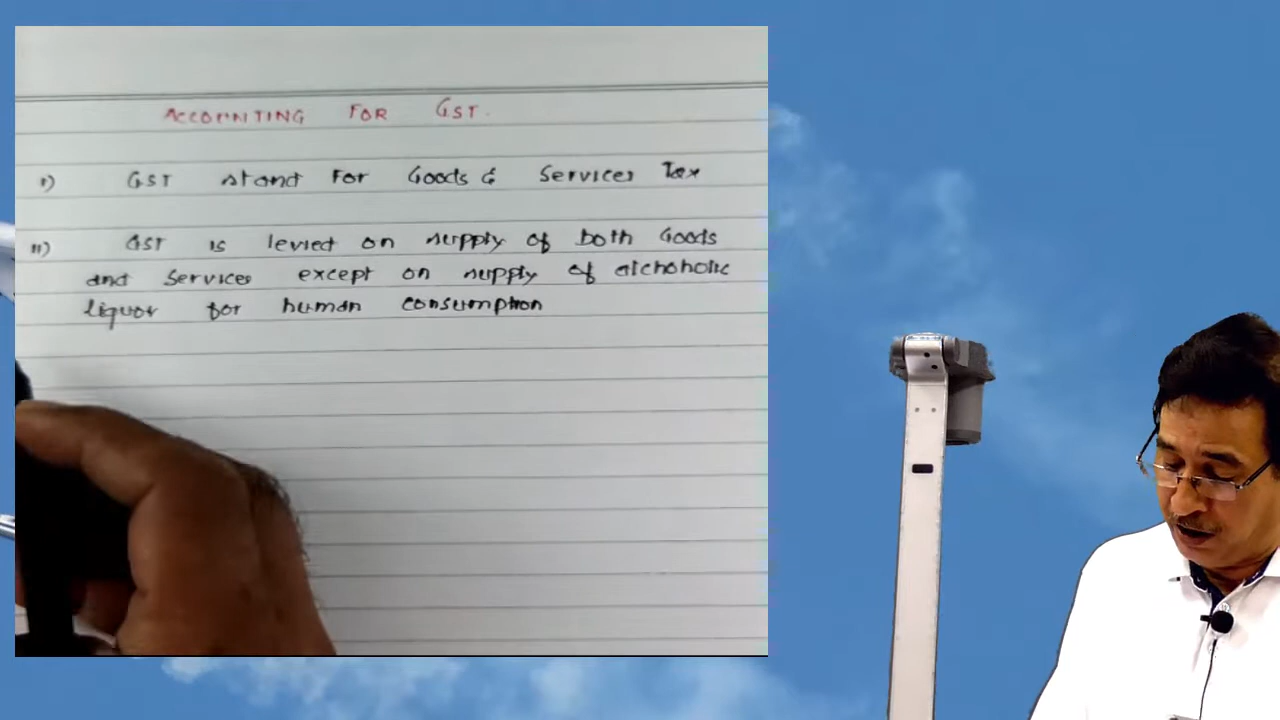 ACCOUNTING FOR GST.
i) GST stand For Goods & Services Tax
ii) GST is levied on supply of both Goods
and Services except on supply of alchoholic
liquor for human consumption